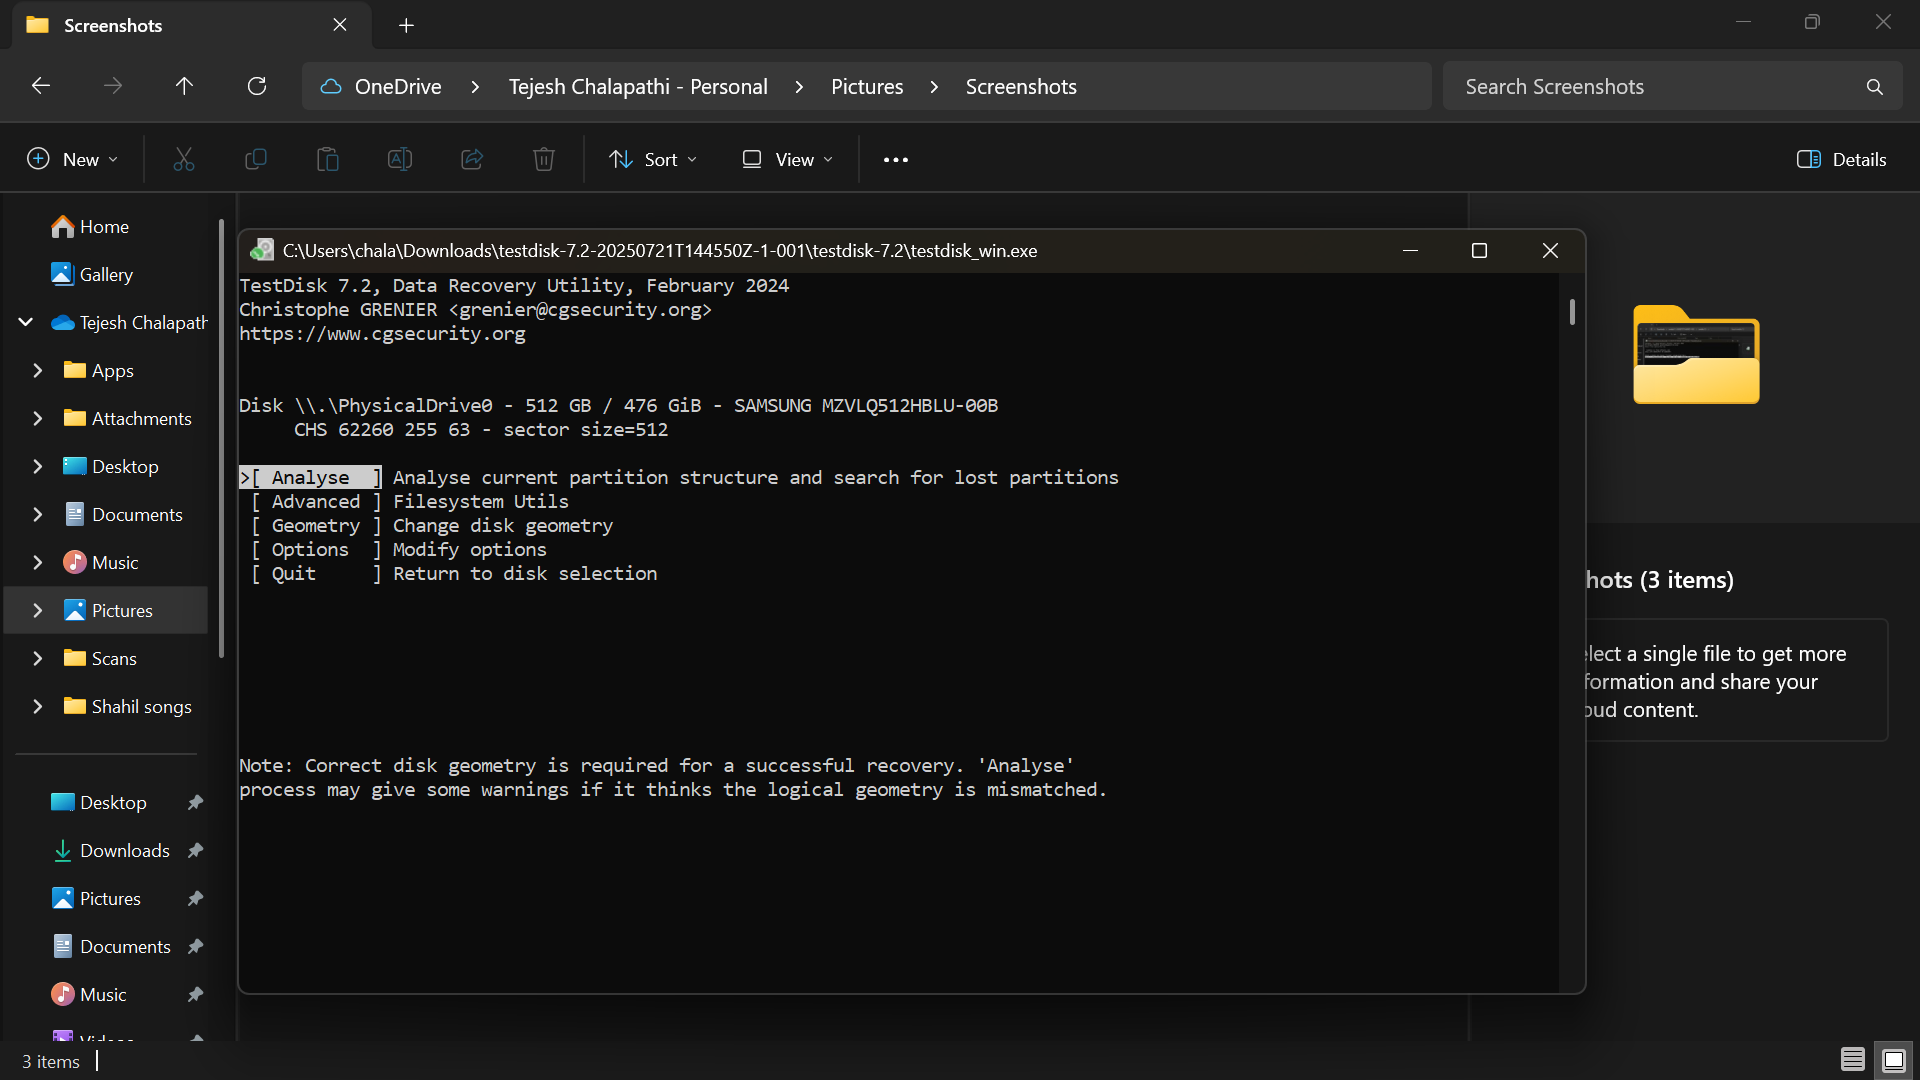 Screenshots
OneDrive > Tejesh Chalapathi - Personal > Pictures > Screenshots
Search Screenshots
New
Sort
View
Details
Home
Gallery
Tejesh Chalapath
Apps
Attachments
Desktop
Documents
Music
Pictures
Scans
Shahil songs
Desktop
Downloads
Pictures
Documents
Music
3 items
C:\Users\chala\Downloads\testdisk-7.2-20250721T144550Z-1-001\testdisk-7.2\testdisk_win.exe
TestDisk 7.2, Data Recovery Utility, February 2024
Christophe GRENIER <grenier@cgsecurity.org>
https://www.cgsecurity.org
Disk \\.\PhysicalDrive0 - 512 GB / 476 GiB - SAMSUNG MZVLQ512HBLU-00B
CHS 62260 255 63 - sector size=512
>[ Analyse ] Analyse current partition structure and search for lost partitions
[ Advanced ] Filesystem Utils
[ Geometry ] Change disk geometry
[ Options ] Modify options
[ Quit ] Return to disk selection
Note: Correct disk geometry is required for a successful recovery. 'Analyse'
process may give some warnings if it thinks the logical geometry is mismatched.
hots (3 items)
lect a single file to get more
formation and share your
oud content.